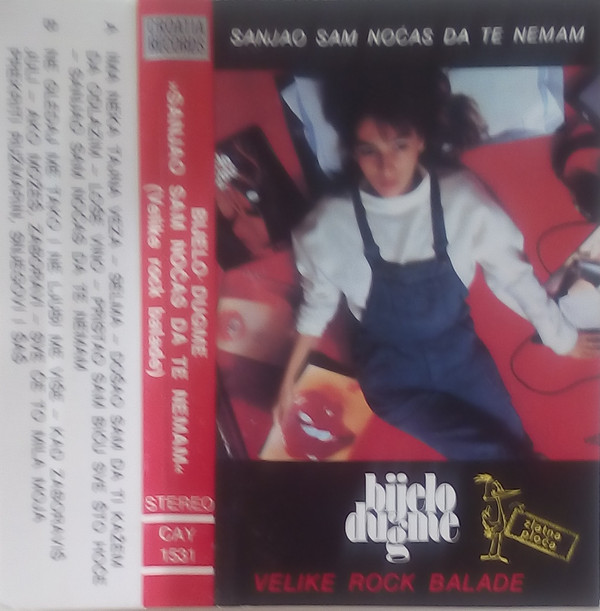 A IMA NEKA TAJNA VEZA – SELMA – DOŠAO SAM DA TI KAŽEM
DA ODLAZIM – LOŠE VINO – PRISTAO SAM BIĆU SVE ŠTO HOĆE
– SANJAO SAM NOĆAS DA TE NEMAM
B NE GLEDAJ ME TAKO I NE LJUBI ME VIŠE – KAD ZABORAVIŠ
JULI – AKO MOŽEŠ, ZABORAVI – SVE ĆE TO MILA MOJA
PREKRITI RUZMARIN, SNJEGOVI I ŠAŠ
CROATIA
RECORDS
BIJELO DUGME
»SANJAO SAM NOĆAS DA TE NEMAM«
(Velike rock balade)
STEREO
CAY
1531
SANJAO SAM NOĆAS DA TE NEMAM
bijelo
dugme
zlatna
ploča
VELIKE ROCK BALADE